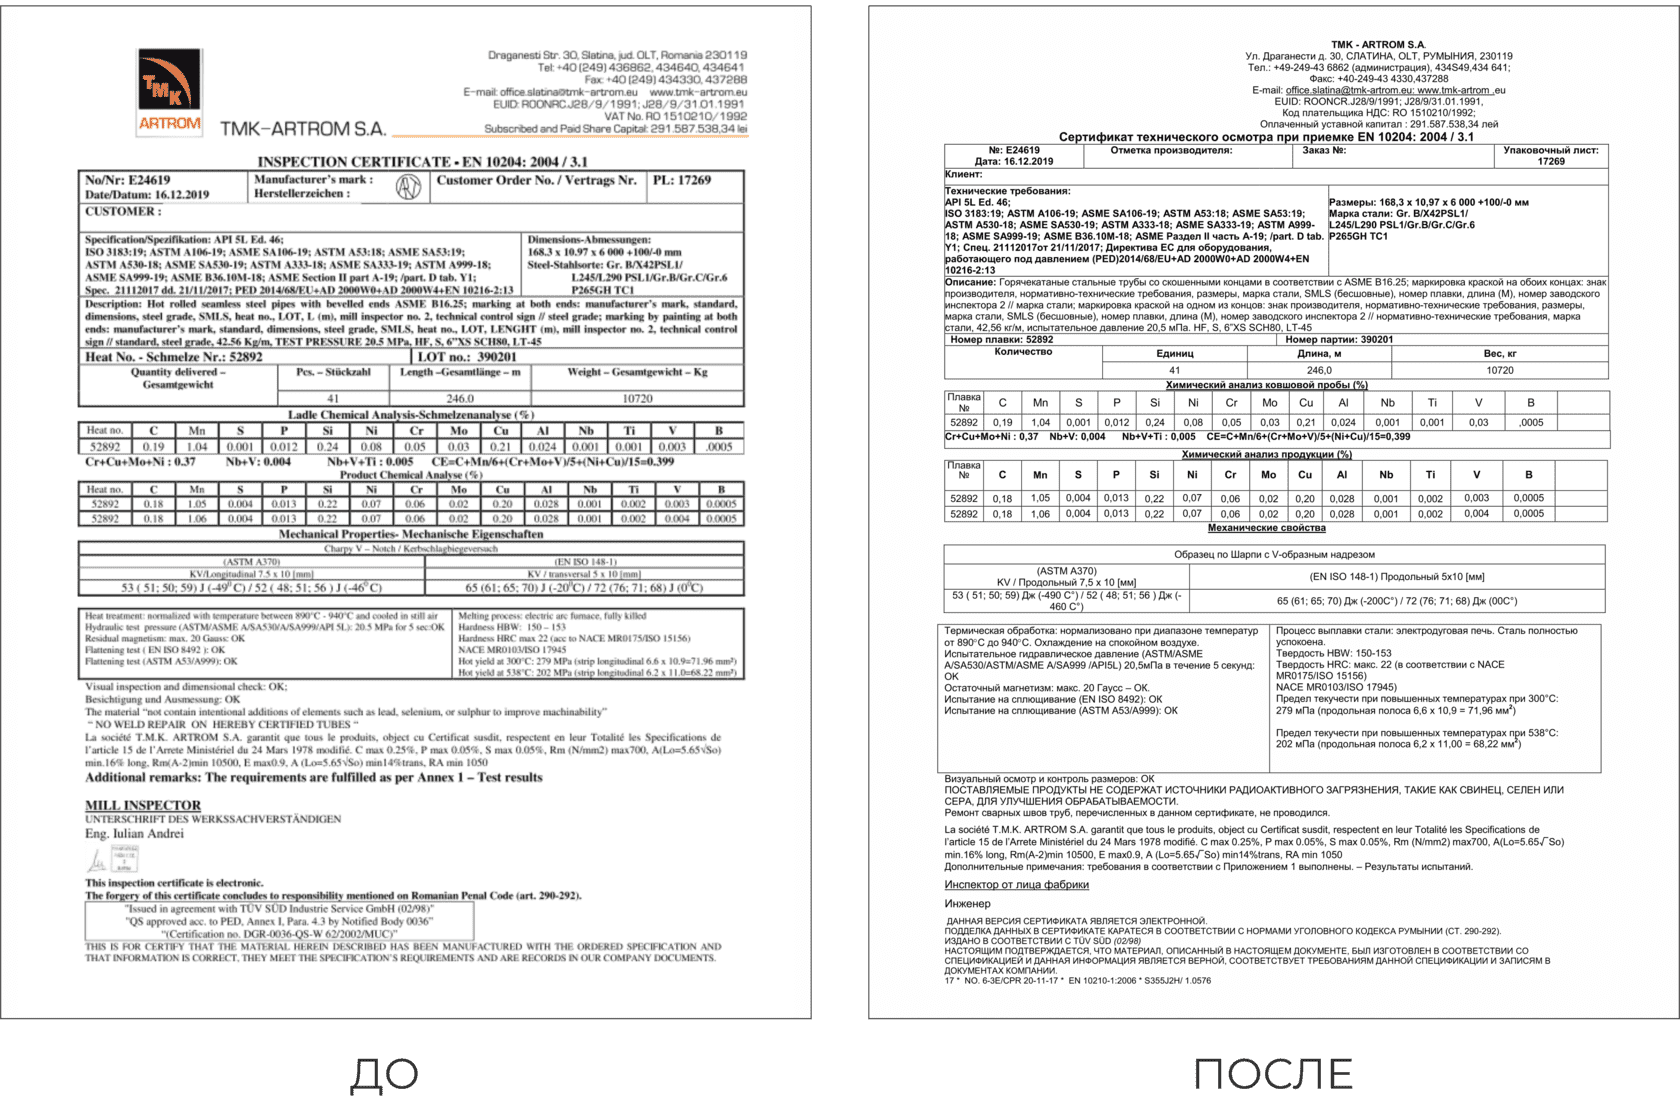 TMK
ARTROM
TMK-ARTROM S.A.
Draganesti Str. 30, Slatina, jud. OLT, Romania 230119
Tel: +40 (249) 436862, 434640, 434641
Fax: +40 (249) 434330, 437288
E-mail: office.slatina@tmk-artrom.eu www.tmk-artrom.eu
EUID: ROONRC.J28/9/1991; J28/9/31.01.1991
VAT No. RO 1510210/1992
Subscribed and Paid Share Capital: 291.587.538,34 lei
INSPECTION CERTIFICATE - EN 10204: 2004 / 3.1
No/Nr: E24619
Date/Datum: 16.12.2019
Manufacturer's mark :
Herstellerzeichen :
Customer Order No. / Vertrags Nr.
PL: 17269
CUSTOMER :
Specification/Spezifikation: API 5L Ed. 46;
ISO 3183:19; ASTM A106-19; ASME SA106-19; ASTM A53:18; ASME SA53:19;
ASTM A530-18; ASME SA530-19; ASTM A333-18; ASME SA333-19; ASTM A999-18;
ASME SA999-19; ASME B36.10M-18; ASME Section II part A-19; /part. D tab. Y1;
Spec. 21112017 dd. 21/11/2017; PED 2014/68/EU+AD 2000W0+AD 2000W4+EN 10216-2:13
Dimensions-Abmessungen:
168.3 x 10.97 x 6 000 +100/-0 mm
Steel-Stahlsorte: Gr. B/X42PSL1/
L245/L290 PSL1/Gr.B/Gr.C/Gr.6
P265GH TC1
Description: Hot rolled seamless steel pipes with bevelled ends ASME B16.25; marking at both ends: manufacturer's mark, standard,
dimensions, steel grade, SMLS, heat no., LOT, L (m), mill inspector no. 2, technical control sign // steel grade; marking by painting at both
ends: manufacturer's mark, standard, dimensions, steel grade, SMLS, heat no., LOT, LENGHT (m), mill inspector no. 2, technical control
sign // standard, steel grade, 42.56 Kg/m, TEST PRESSURE 20.5 MPa, HF, S, 6"XS SCH80, LT-45
Heat No. - Schmelze Nr.: 52892
LOT no.: 390201
Quantity delivered –
Gesamtgewicht
Pcs. – Stückzahl
Length –Gesamtlänge – m
Weight – Gesamtgewicht – Kg
41 246.0 10720
Ladle Chemical Analysis-Schmelzenanalyse (%)
Heat no. C Mn S P Si Ni Cr Mo Cu Al Nb Ti V B
52892 0.19 1.04 0.001 0.012 0.24 0.08 0.05 0.03 0.21 0.024 0.001 0.001 0.003 .0005
Cr+Cu+Mo+Ni : 0.37 Nb+V: 0.004 Nb+V+Ti : 0.005 CE=C+Mn/6+(Cr+Mo+V)/5+(Ni+Cu)/15=0.399
Product Chemical Analyse (%)
Heat no. C Mn S P Si Ni Cr Mo Cu Al Nb Ti V B
52892 0.18 1.05 0.004 0.013 0.22 0.07 0.06 0.02 0.20 0.028 0.001 0.002 0.003 0.0005
52892 0.18 1.06 0.004 0.013 0.22 0.07 0.06 0.02 0.20 0.028 0.001 0.002 0.004 0.0005
Mechanical Properties- Mechanische Eigenschaften
Charpy V – Notch / Kerbschlagbiegeversuch
(ASTM A370) (EN ISO 148-1)
KV/Longitudinal 7.5 x 10 [mm] KV / transversal 5 x 10 [mm]
53 ( 51; 50; 59) J (-49⁰C) / 52 ( 48; 51; 56 ) J (-46⁰C) 65 (61; 65; 70) J (-20⁰C) / 72 (76; 71; 68) J (0⁰C)
Heat treatment: normalized with temperature between 890°C - 940°C and cooled in still air
Hydraulic test pressure (ASTM/ASME A/SA530/A/SA999/API 5L): 20.5 MPa for 5 sec:OK
Residual magnetism: max. 20 Gauss: OK
Flattening test ( EN ISO 8492 ): OK
Flattening test (ASTM A53/A999): OK
Melting process: electric arc furnace, fully killed
Hardness HBW: 150 – 153
Hardness HRC max 22 (acc to NACE MR0175/ISO 15156)
NACE MR0103/ISO 17945
Hot yield at 300°C: 279 MPa (strip longitudinal 6.6 x 10.9=71.96 mm²)
Hot yield at 538°C: 202 MPa (strip longitudinal 6.2 x 11.0=68.22 mm²)
Visual inspection and dimensional check: OK;
Besichtigung und Ausmessung: OK
The material "not contain intentional additions of elements such as lead, selenium, or sulphur to improve machinability"
" NO WELD REPAIR ON HEREBY CERTIFIED TUBES "
La société T.M.K. ARTROM S.A. garantit que tous le produits, object cu Certificat susdit, respectent en leur Totalité les Specifications de
l'article 15 de l'Arrete Ministériel du 24 Mars 1978 modifié. C max 0.25%, P max 0.05%, S max 0.05%, Rm (N/mm2) max700, A(Lo=5.65√So)
min.16% long, Rm(A-2)min 10500, E max0.9, A (Lo=5.65√So) min14%trans, RA min 1050
Additional remarks: The requirements are fulfilled as per Annex 1 – Test results
MILL INSPECTOR
UNTERSCHRIFT DES WERKSSACHVERSTÄNDIGEN
Eng. Iulian Andrei
This inspection certificate is electronic.
The forgery of this certificate concludes to responsibility mentioned on Romanian Penal Code (art. 290-292).
"Issued in agreement with TÜV SÜD Industrie Service GmbH (02/98)"
"QS approved acc. to PED, Annex I, Para. 4.3 by Notified Body 0036"
"(Certification no. DGR-0036-QS-W 62/2002/MUC)"
THIS IS FOR CERTIFY THAT THE MATERIAL HEREIN DESCRIBED HAS BEEN MANUFACTURED WITH THE ORDERED SPECIFICATION AND
THAT INFORMATION IS CORRECT, THEY MEET THE SPECIFICATION'S REQUIREMENTS AND ARE RECORDS IN OUR COMPANY DOCUMENTS.
ДО
TMK - ARTROM S.A.
Ул. Драганести д. 30, СЛАТИНА, OLT, РУМЫНИЯ, 230119
Тел.: +49-249-43 6862 (администрация), 434S49,434 641;
Факс: +40-249-43 4330,437288
E-mail: office.slatina@tmk-artrom.eu: www.tmk-artrom .eu
EUID: ROONCR.J28/9/1991; J28/9/31.01.1991,
Код плательщика НДС: RO 1510210/1992;
Оплаченный уставной капитал : 291.587.538,34 лей
Сертификат технического осмотра при приемке EN 10204: 2004 / 3.1
№: E24619
Дата: 16.12.2019
Отметка производителя:
Заказ №:
Упаковочный лист:
17269
Клиент:
Технические требования:
API 5L Ed. 46;
ISO 3183:19; ASTM A106-19; ASME SA106-19; ASTM A53:18; ASME SA53:19;
ASTM A530-18; ASME SA530-19; ASTM A333-18; ASME SA333-19; ASTM A999-
18; ASME SA999-19; ASME B36.10M-18; ASME Раздел II часть A-19; /part. D tab.
Y1; Спец. 21112017от 21/11/2017; Директива ЕС для оборудования,
работающего под давлением (PED)2014/68/EU+AD 2000W0+AD 2000W4+EN
10216-2:13
Размеры: 168,3 x 10,97 x 6 000 +100/-0 мм
Марка стали: Gr. B/X42PSL1/
L245/L290 PSL1/Gr.B/Gr.C/Gr.6
P265GH TC1
Описание: Горячекатаные стальные трубы со скошенными концами в соответствии с ASME B16.25; маркировка краской на обоих концах: знак
производителя, нормативно-технические требования, размеры, марка стали, SMLS (бесшовные), номер плавки, длина (М), номер заводского
инспектора 2 // марка стали; маркировка краской на одном из концов: знак производителя, нормативно-технические требования, размеры,
марка стали, SMLS (бесшовные), номер плавки, длина (М), номер заводского инспектора 2 // нормативно-технические требования, марка
стали, 42,56 кг/м, испытательное давление 20,5 мПа. HF, S, 6"XS SCH80, LT-45
Номер плавки: 52892
Номер партии: 390201
Количество Единиц Длина, м Вес, кг
41 246,0 10720
Химический анализ ковшовой пробы (%)
Плавка № C Mn S P Si Ni Cr Mo Cu Al Nb Ti V B
52892 0,19 1,04 0,001 0,012 0,24 0,08 0,05 0,03 0,21 0,024 0,001 0,001 0,03 ,0005
Cr+Cu+Mo+Ni : 0,37 Nb+V: 0,004 Nb+V+Ti : 0,005 CE=C+Mn/6+(Cr+Mo+V)/5+(Ni+Cu)/15=0,399
Химический анализ продукции (%)
Плавка № C Mn S P Si Ni Cr Mo Cu Al Nb Ti V B
52892 0,18 1,05 0,004 0,013 0,22 0,07 0,06 0,02 0,20 0,028 0,001 0,002 0,003 0,0005
52892 0,18 1,06 0,004 0,013 0,22 0,07 0,06 0,02 0,20 0,028 0,001 0,002 0,004 0,0005
Механические свойства
Образец по Шарпи с V-образным надрезом
(ASTM A370)
KV / Продольный 7,5 x 10 [мм]
(EN ISO 148-1) Продольный 5x10 [мм]
53 ( 51; 50; 59) Дж (-490 C°) / 52 ( 48; 51; 56 ) Дж (-
460 C°)
65 (61; 65; 70) Дж (-200C°) / 72 (76; 71; 68) Дж (00C°)
Термическая обработка: нормализовано при диапазоне температур
от 890°C до 940°C. Охлаждение на спокойном воздухе.
Испытательное гидравлическое давление (ASTM/ASME
A/SA530/ASTM/ASME A/SA999 /API5L) 20,5мПа в течение 5 секунд:
OK
Остаточный магнетизм: макс. 20 Гаусс – ОК.
Испытание на сплющивание (EN ISO 8492): ОК
Испытание на сплющивание (ASTM A53/A999): ОК
Процесс выплавки стали: электродуговая печь. Сталь полностью
успокоена.
Твердость HBW: 150-153
Твердость HRC: макс. 22 (в соответствии с NACE
MR0175/ISO 15156)
NACE MR0103/ISO 17945)
Предел текучести при повышенных температурах при 300°C:
279 мПа (продольная полоса 6,6 x 10,9 = 71,96 мм²)
Предел текучести при повышенных температурах при 538°C:
202 мПа (продольная полоса 6,2 x 11,00 = 68,22 мм²)
Визуальный осмотр и контроль размеров: ОК
ПОСТАВЛЯЕМЫЕ ПРОДУКТЫ НЕ СОДЕРЖАТ ИСТОЧНИКИ РАДИОАКТИВНОГО ЗАГРЯЗНЕНИЯ, ТАКИЕ КАК СВИНЕЦ, СЕЛЕН ИЛИ
СЕРА, ДЛЯ УЛУЧШЕНИЯ ОБРАБАТЫВАЕМОСТИ.
Ремонт сварных швов труб, перечисленных в данном сертификате, не проводился.
La société T.M.K. ARTROM S.A. garantit que tous le produits, object cu Certificat susdit, respectent en leur Totalité les Specifications de
l'article 15 de l'Arrete Ministériel du 24 Mars 1978 modifié. C max 0.25%, P max 0.05%, S max 0.05%, Rm (N/mm2) max700, A(Lo=5.65√So)
min.16% long, Rm(A-2)min 10500, E max0.9, A (Lo=5.65√So) min14%trans, RA min 1050
Дополнительные примечания: требования в соответствии с Приложением 1 выполнены. – Результаты испытаний.
Инспектор от лица фабрики
Инженер
ДАННАЯ ВЕРСИЯ СЕРТИФИКАТА ЯВЛЯЕТСЯ ЭЛЕКТРОННОЙ.
ПОДДЕЛКА ДАННЫХ В СЕРТИФИКАТЕ КАРАТЕСЯ В СООТВЕТСТВИИ С НОРМАМИ УГОЛОВНОГО КОДЕКСА РУМЫНИИ (СТ. 290-292).
ИЗДАНО В СООТВЕТСТВИИ С TÜV SÜD (02/98)
НАСТОЯЩИМ ПОДТВЕРЖДАЕТСЯ, ЧТО МАТЕРИАЛ, ОПИСАННЫЙ В НАСТОЯЩЕМ ДОКУМЕНТЕ, БЫЛ ИЗГОТОВЛЕН В СООТВЕТСТВИИ СО
СПЕЦИФИКАЦИЕЙ И ДАННАЯ ИНФОРМАЦИЯ ЯВЛЯЕТСЯ ВЕРНОЙ, СООТВЕТСТВУЕТ ТРЕБОВАНИЯМ ДАННОЙ СПЕЦИФИКАЦИИ И ЗАПИСЯМ В
ДОКУМЕНТАХ КОМПАНИИ.
17 * NO. 6-3E/CPR 20-11-17 * EN 10210-1:2006 * S355J2H/ 1.0576
ПОСЛЕ